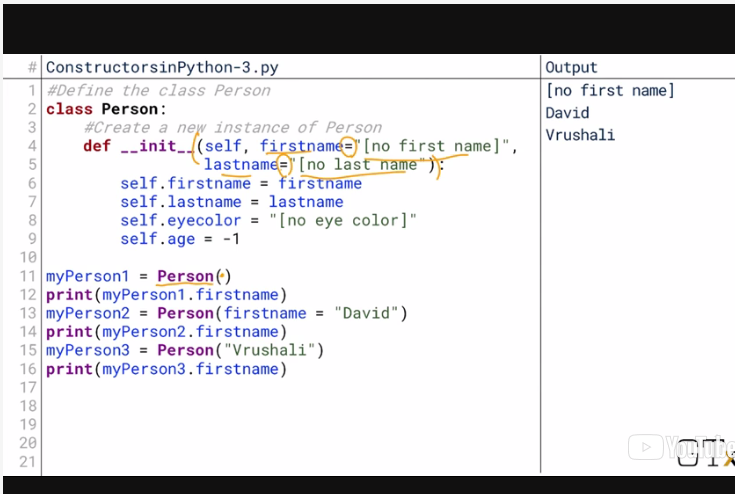 # ConstructorsinPython-3.py Output
1 #Define the class Person [no first name]
2 class Person: David
3     #Create a new instance of Person Vrushali
4     def __init__(self, firstname="[no first name]",
5                  lastname="[no last name"):
6         self.firstname = firstname
7         self.lastname = lastname
8         self.eyecolor = "[no eye color]"
9         self.age = -1
10
11 myPerson1 = Person()
12 print(myPerson1.firstname)
13 myPerson2 = Person(firstname = "David")
14 print(myPerson2.firstname)
15 myPerson3 = Person("Vrushali")
16 print(myPerson3.firstname)
17
18
19
20
21
YouTube
GTx